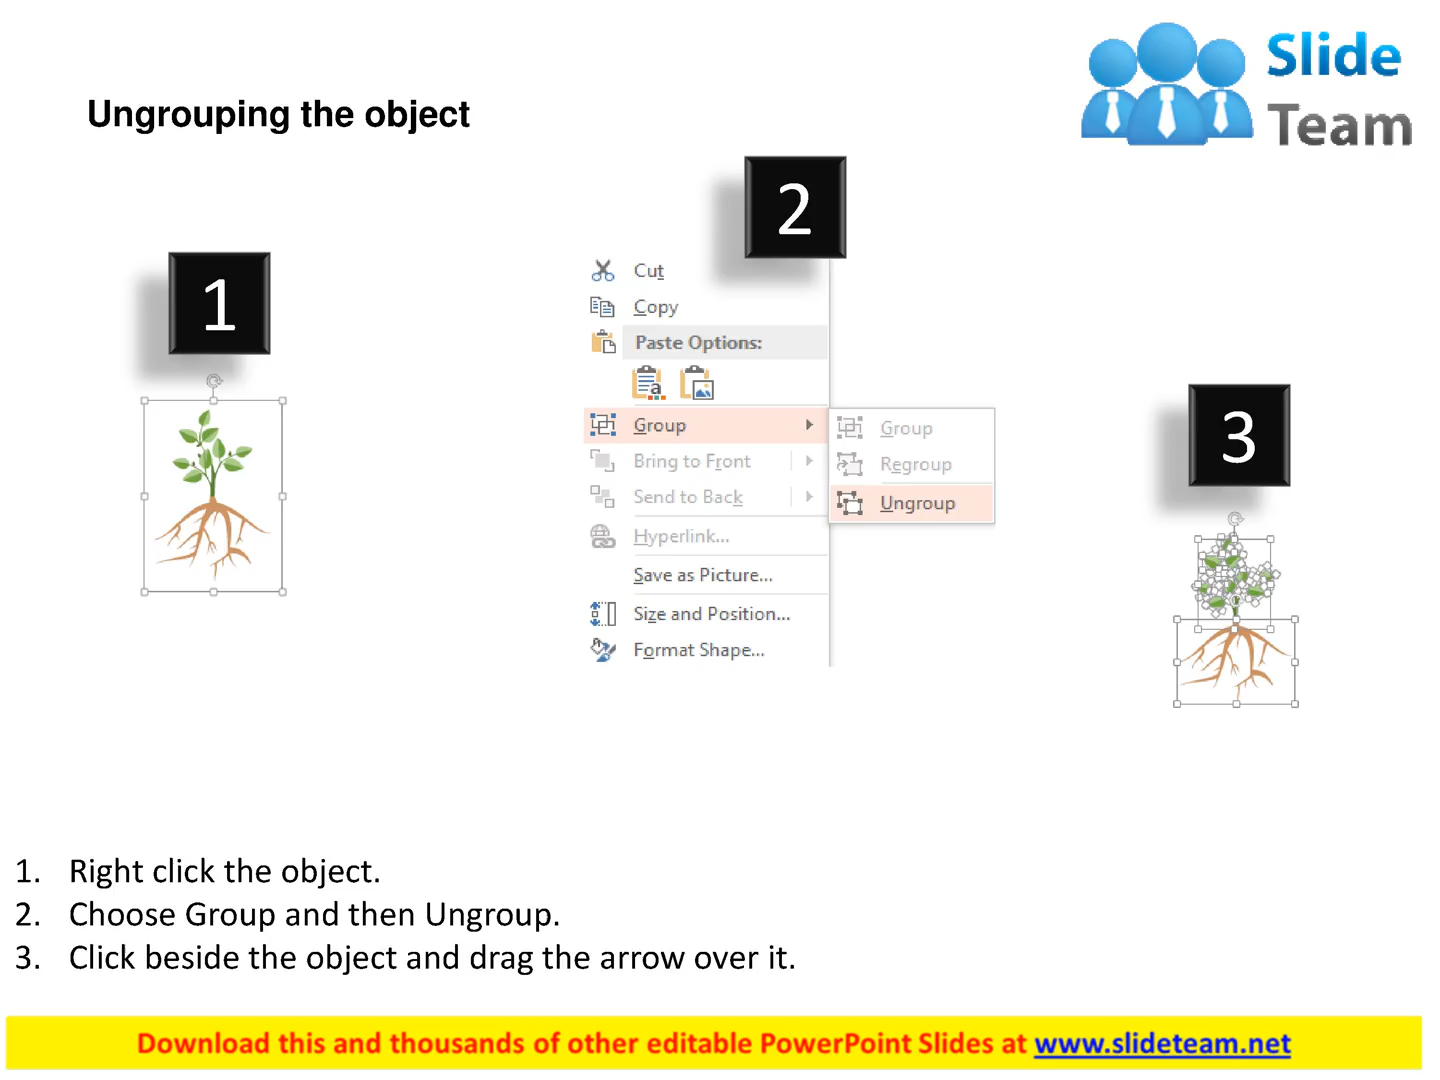 Slide
Team
Ungrouping the object
1
2
3
Cut
Copy
Paste Options:
Group
Bring to Front
Send to Back
Hyperlink...
Save as Picture...
Size and Position...
Format Shape...
Group
Regroup
Ungroup
1. Right click the object.
2. Choose Group and then Ungroup.
3. Click beside the object and drag the arrow over it.
Download this and thousands of other editable PowerPoint Slides at www.slideteam.net